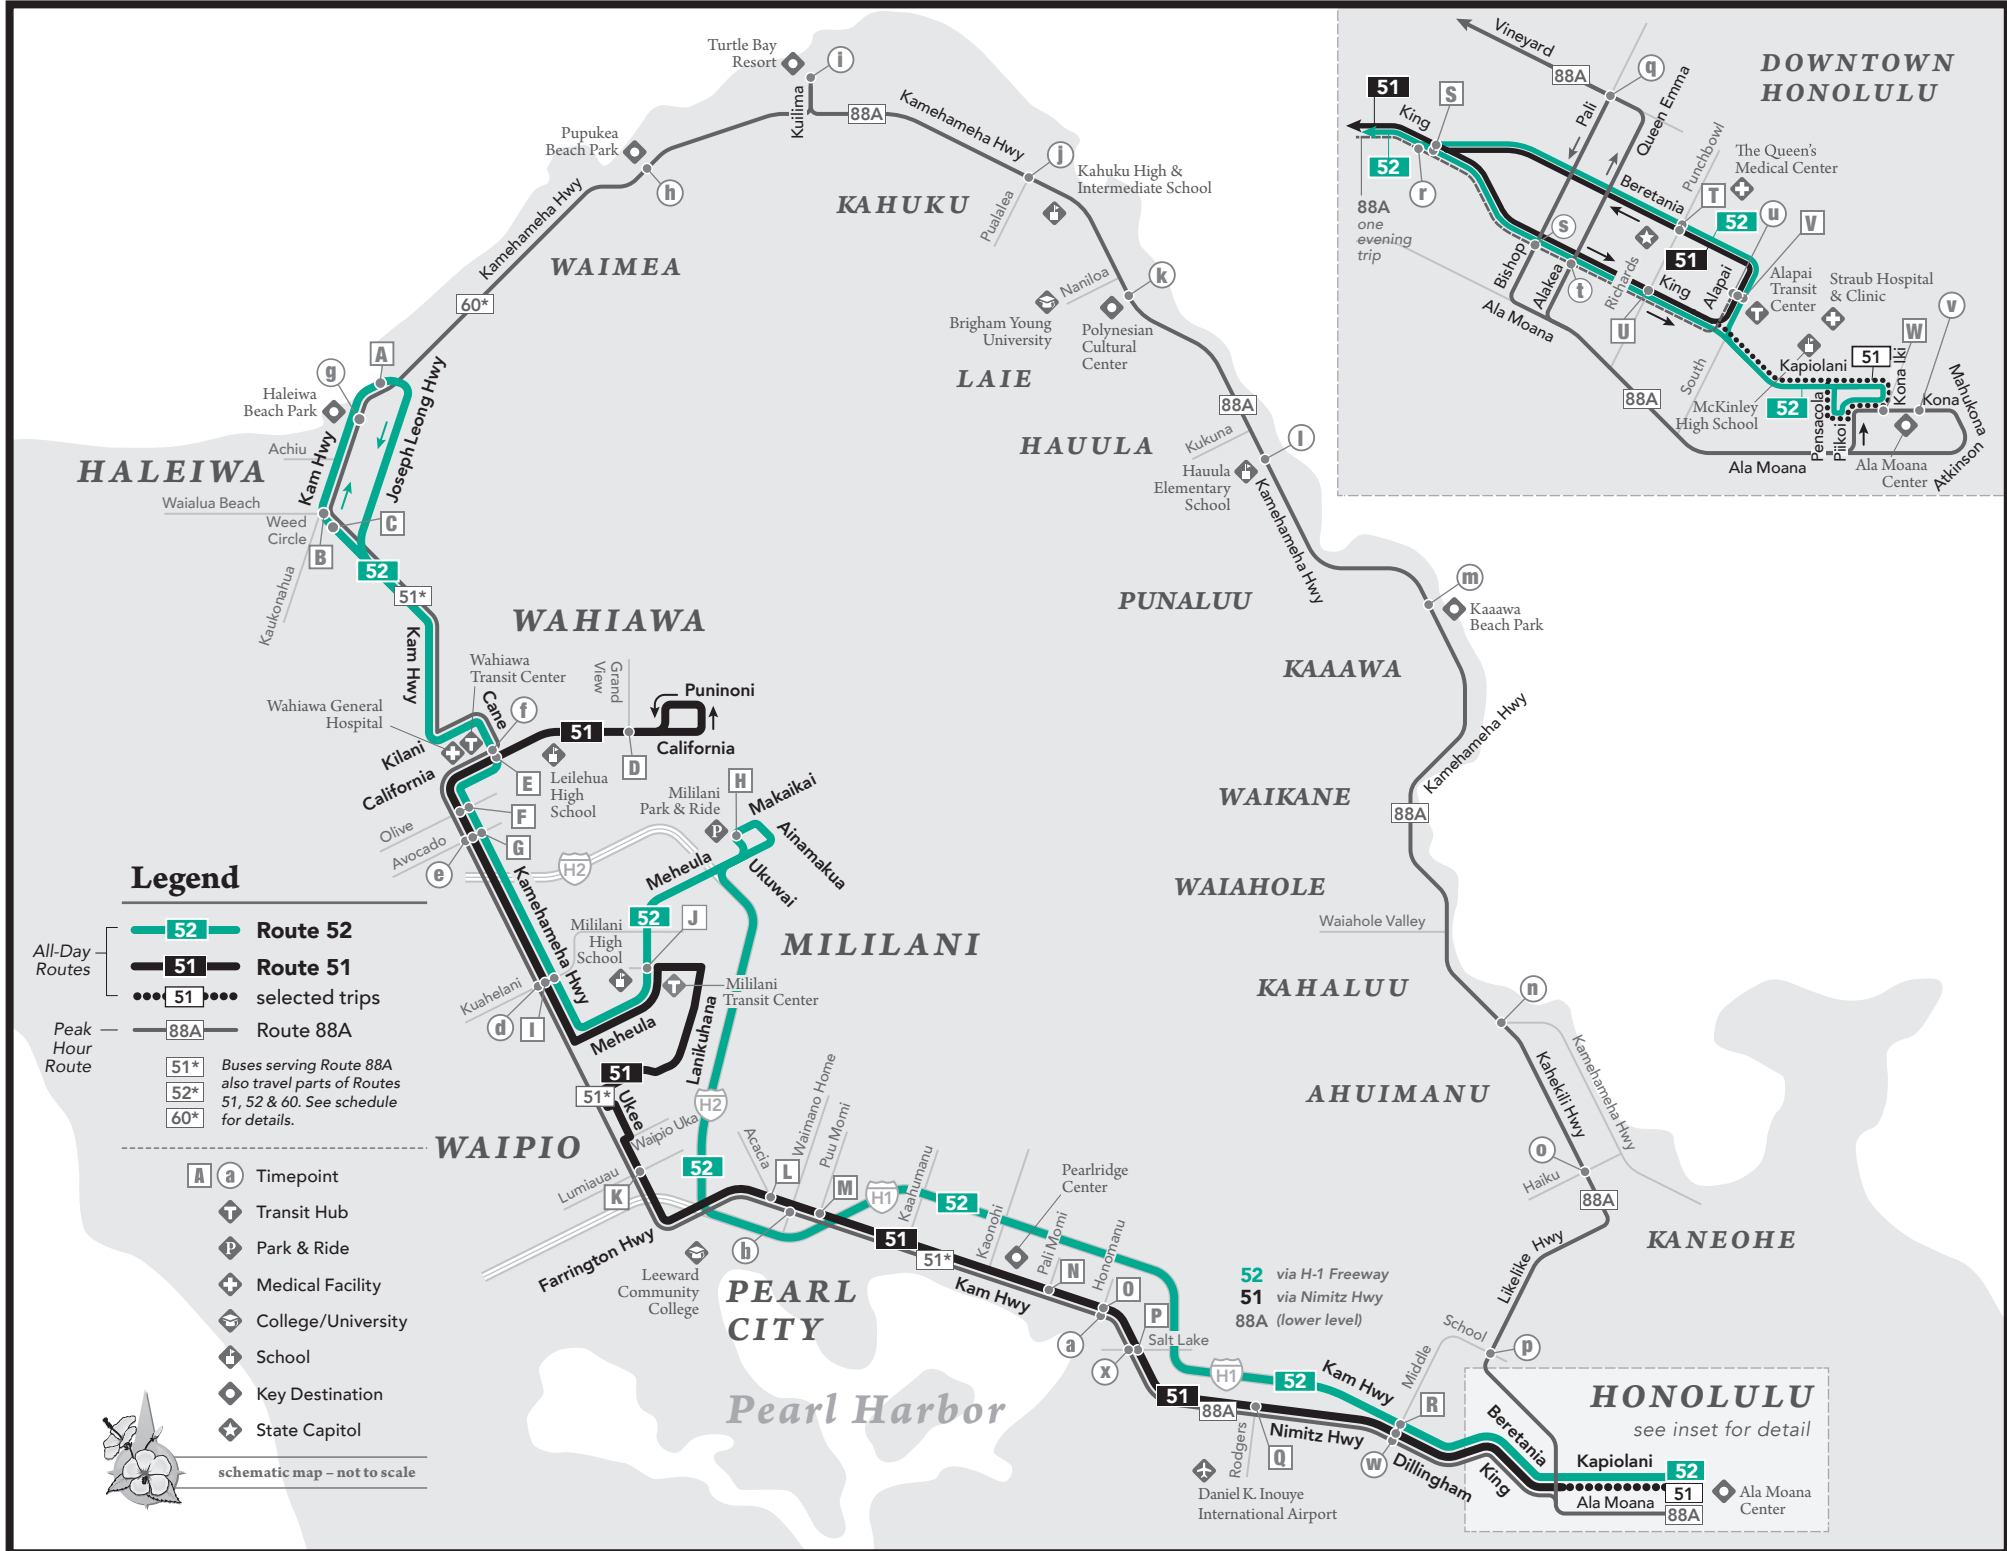 Turtle Bay
Resort
i
Kuilima
88A
Kamehameha Hwy
Pupukea
Beach Park
h
Kamehameha Hwy
j
Kahuku High &
Intermediate School
Pualalea
KAHUKU
WAIMEA
60*
Naniloa
k
Brigham Young
University
Polynesian
Cultural
Center
LAIE
88A
HAUULA
Kukuna
l
Hauula
Elementary
School
Kamehameha Hwy
PUNALUU
m
Kaaawa
Beach Park
KAAAWA
Kamehameha Hwy
WAIKANE
88A
WAIAHOLE
Waiahole Valley
KAHALUU
n
Kamehameha Hwy
Kahekili Hwy
AHUIMANU
o
Haiku
88A
KANEOHE
Likelike Hwy
School
p
DOWNTOWN
HONOLULU
Vineyard
88A
q
Pali
Queen Emma
51
King
S
52
r
88A
one
evening
trip
Punchbowl
The Queen's
Medical Center
Beretania
T
52
u
V
s
51
Bishop
Alakea
t
Richards
King
Alapai
Alapai
Transit
Center
Straub Hospital
& Clinic
v
U
W
Ala Moana
South
Kapiolani
51
Kona Iki
88A
McKinley
High School
52
Pensacola
Piikoi
Kona
Mahukona
Ala Moana
Ala Moana
Center
Atkinson
A
g
Haleiwa
Beach Park
Joseph Leong Hwy
Achiu
HALEIWA
Kam Hwy
Waialua Beach
Weed
Circle
C
B
52
Kaukonahua
51*
WAHIAWA
Kam Hwy
Wahiawa
Transit Center
Grand
View
Wahiawa General
Hospital
Cane
f
Puninoni
51
California
Kilani
California
D
E
Leilehua
High
School
H
Mililani
Park & Ride
Makaikai
Ainamakua
F
Olive
Avocado
G
e
H2
Meheula
Ukuwai
Kamehameha Hwy
52
J
Mililani
High
School
MILILANI
Kuahelani
Mililani
Transit Center
d
I
Meheula
Lanikuhana
51
51*
Ukee
H2
Waipio Uka
WAIPIO
Lumiauau
52
K
Acacia
Waimano Home
Puu Momi
L
M
H1
Kaahumanu
52
Pearlridge
Center
Kaonohi
Pali Momi
Honomanu
51
51*
b
Farrington Hwy
Leeward
Community
College
PEARL
CITY
Kam Hwy
N
O
P
a
x
Salt Lake
Pearl Harbor
52 via H-1 Freeway
51 via Nimitz Hwy
88A (lower level)
H1
52
Kam Hwy
Middle
R
51
88A
Rodgers
Nimitz Hwy
Q
w
Dillingham
Daniel K. Inouye
International Airport
HONOLULU
see inset for detail
Beretania
King
Kapiolani
52
51
Ala Moana
88A
Ala Moana
Center
Legend
All-Day
Routes
52 Route 52
51 Route 51
51 selected trips
Peak
Hour
Route
88A Route 88A
51*
52*
60*
Buses serving Route 88A
also travel parts of Routes
51, 52 & 60. See schedule
for details.
A a Timepoint
Transit Hub
P Park & Ride
Medical Facility
College/University
School
Key Destination
State Capitol
schematic map – not to scale